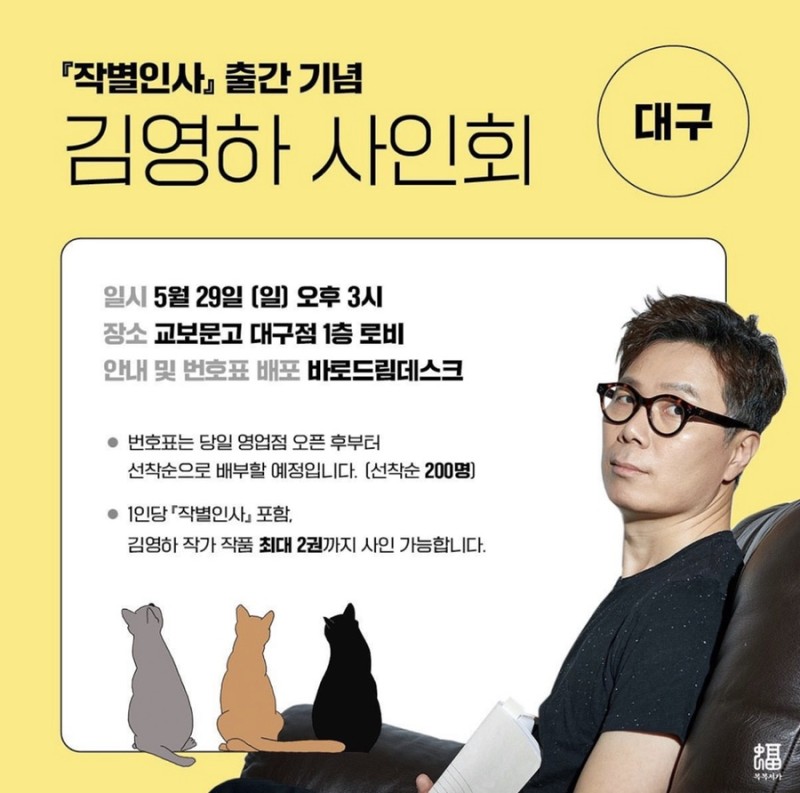 『작별인사』 출간 기념
김영하 사인회
대구
일시 5월 29일 (일) 오후 3시
장소 교보문고 대구점 1층 로비
안내 및 번호표 배포 바로드림데스크
● 번호표는 당일 영업점 오픈 후부터
선착순으로 배부할 예정입니다. (선착순 200명)
● 1인당 『작별인사』 포함,
김영하 작가 작품 최대 2권까지 사인 가능합니다.
복복서가